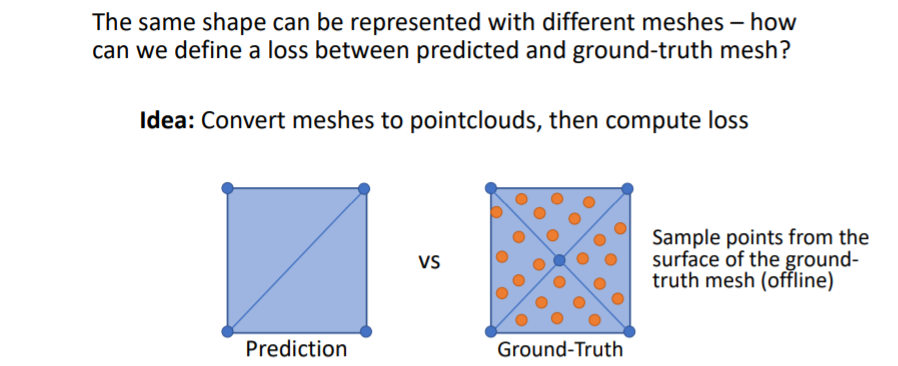 The same shape can be represented with different meshes – how
can we define a loss between predicted and ground-truth mesh?
Idea: Convert meshes to pointclouds, then compute loss
vs
Sample points from the
surface of the ground-
truth mesh (offline)
Prediction
Ground-Truth